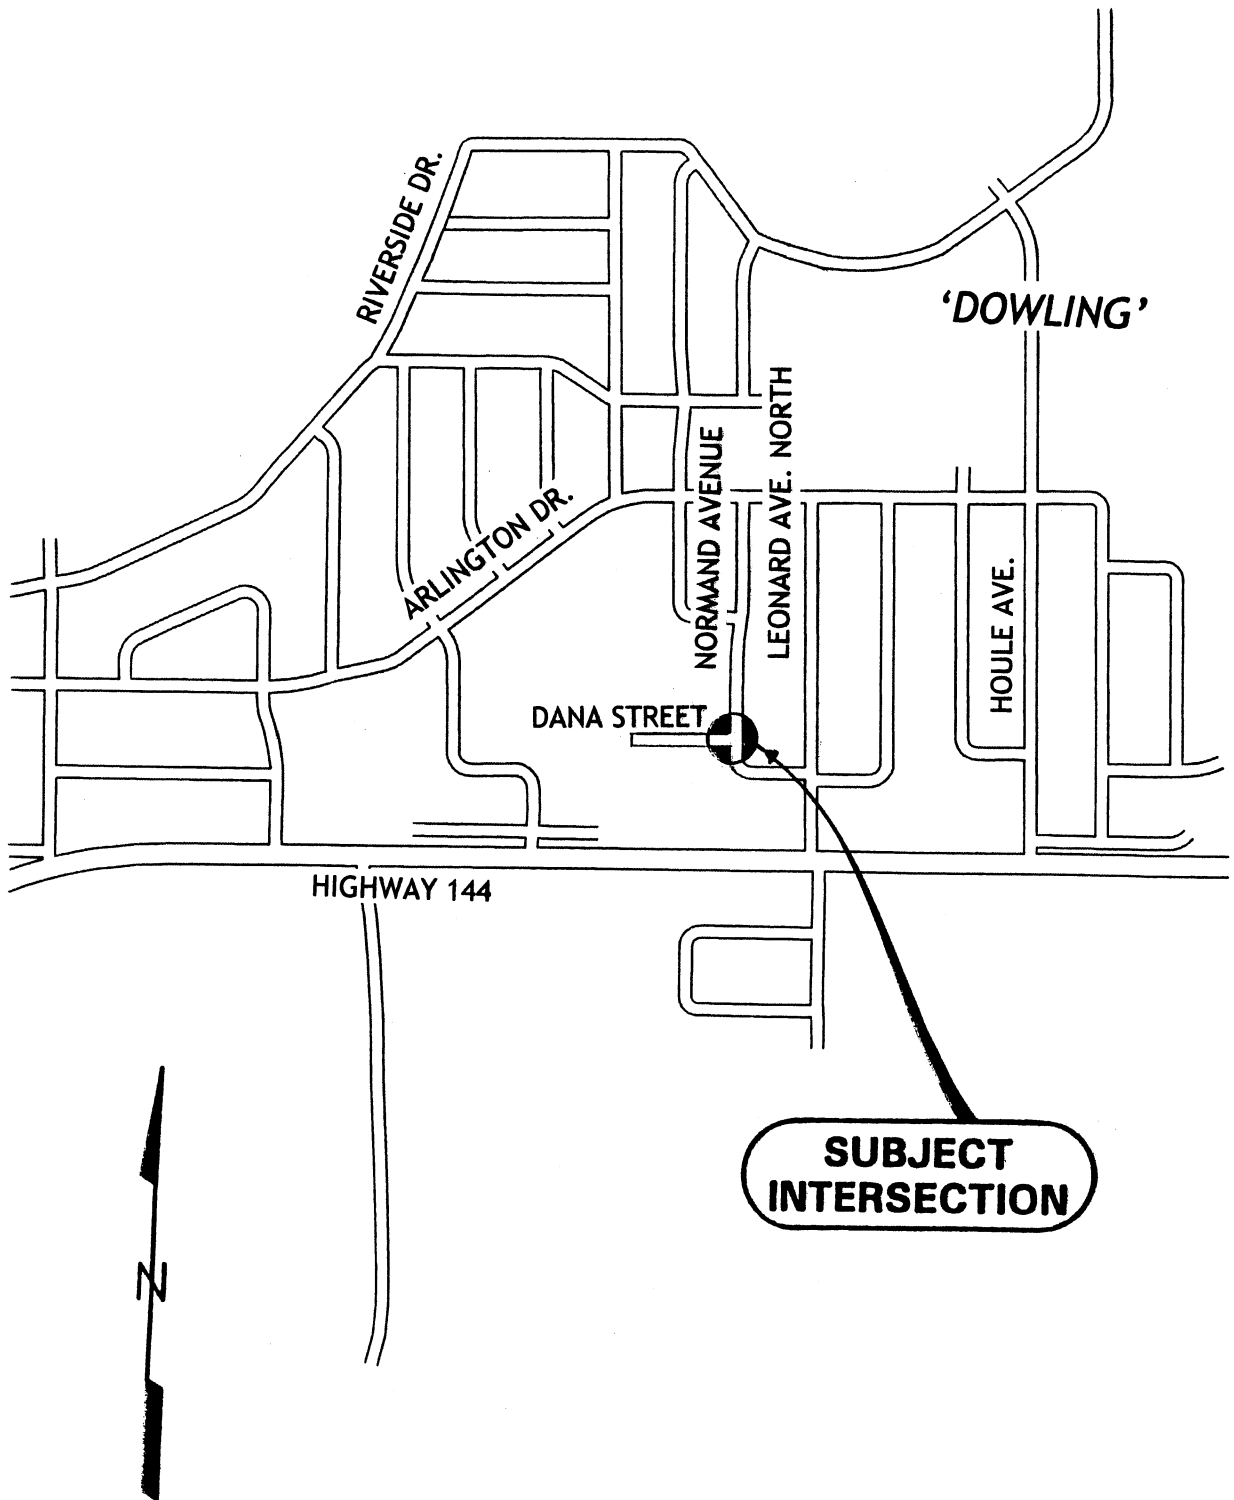 RIVERSIDE DR.
'DOWLING'
NORMAND AVENUE
LEONARD AVE. NORTH
ARLINGTON DR.
HOULE AVE.
DANA STREET
HIGHWAY 144
SUBJECT
INTERSECTION
N